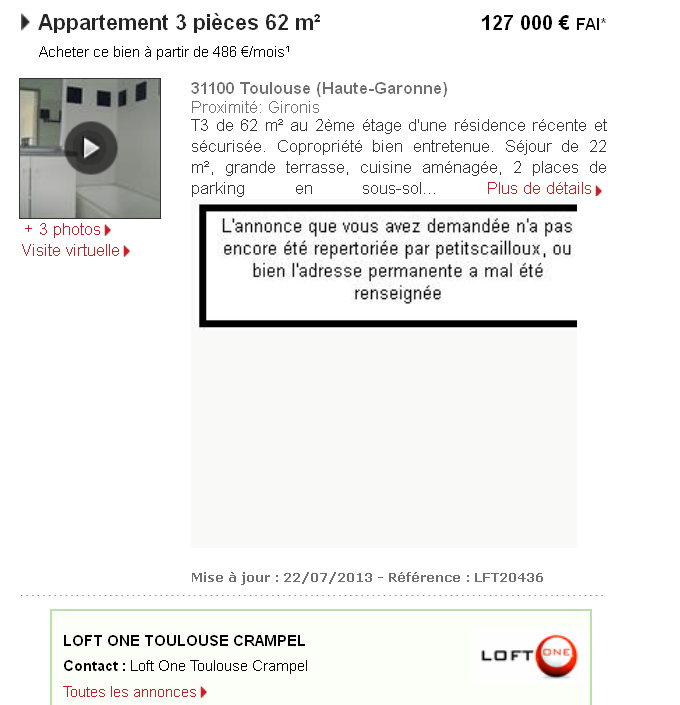 Appartement 3 pièces 62 m² 127 000 € FAI*
Acheter ce bien à partir de 486 €/mois¹
31100 Toulouse (Haute-Garonne)
Proximité: Gironis
T3 de 62 m² au 2ème étage d'une résidence récente et
sécurisée. Copropriété bien entretenue. Séjour de 22
m², grande terrasse, cuisine aménagée, 2 places de
parking en sous-sol... Plus de détails
+ 3 photos
Visite virtuelle
L'annonce que vous avez demandée n'a pas
encore été repertoriée par petitscailloux, ou
bien l'adresse permanente a mal été
renseignée
Mise à jour : 22/07/2013 - Référence : LFT20436
LOFT ONE TOULOUSE CRAMPEL
Contact : Loft One Toulouse Crampel
Toutes les annonces
LOFT ONE